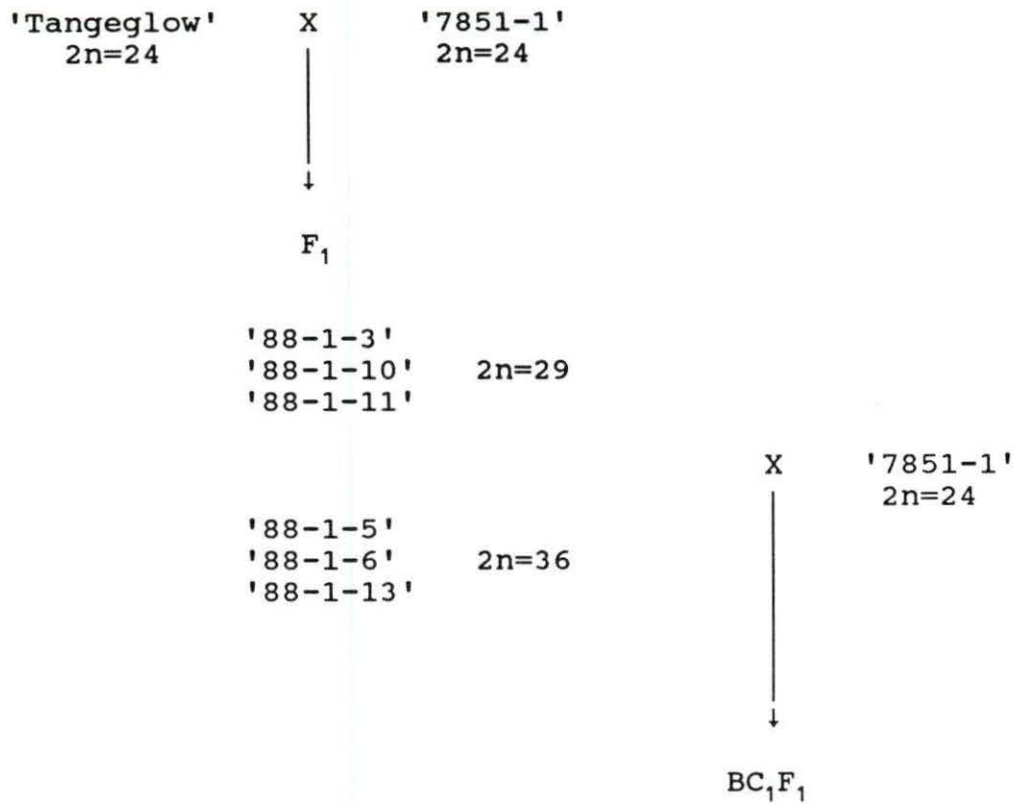 'Tangeglow' X '7851-1'
2n=24 2n=24
F₁
'88-1-3'
'88-1-10' 2n=29
'88-1-11'
X '7851-1'
2n=24
'88-1-5'
'88-1-6' 2n=36
'88-1-13'
BC₁F₁